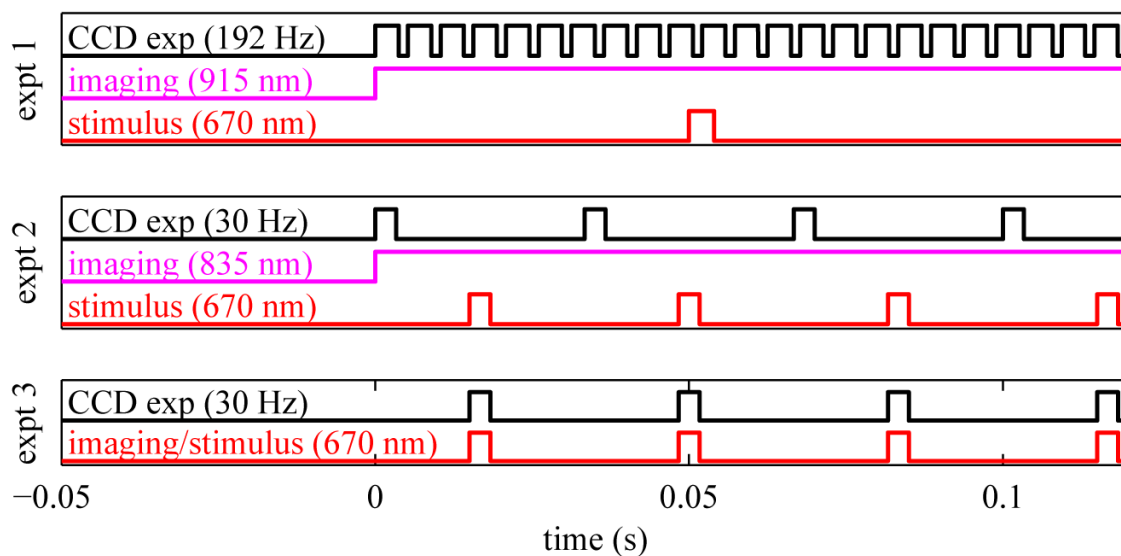 expt 1
CCD exp (192 Hz)
imaging (915 nm)
stimulus (670 nm)
expt 2
CCD exp (30 Hz)
imaging (835 nm)
stimulus (670 nm)
expt 3
CCD exp (30 Hz)
imaging/stimulus (670 nm)
−0.05 0 0.05 0.1
time (s)